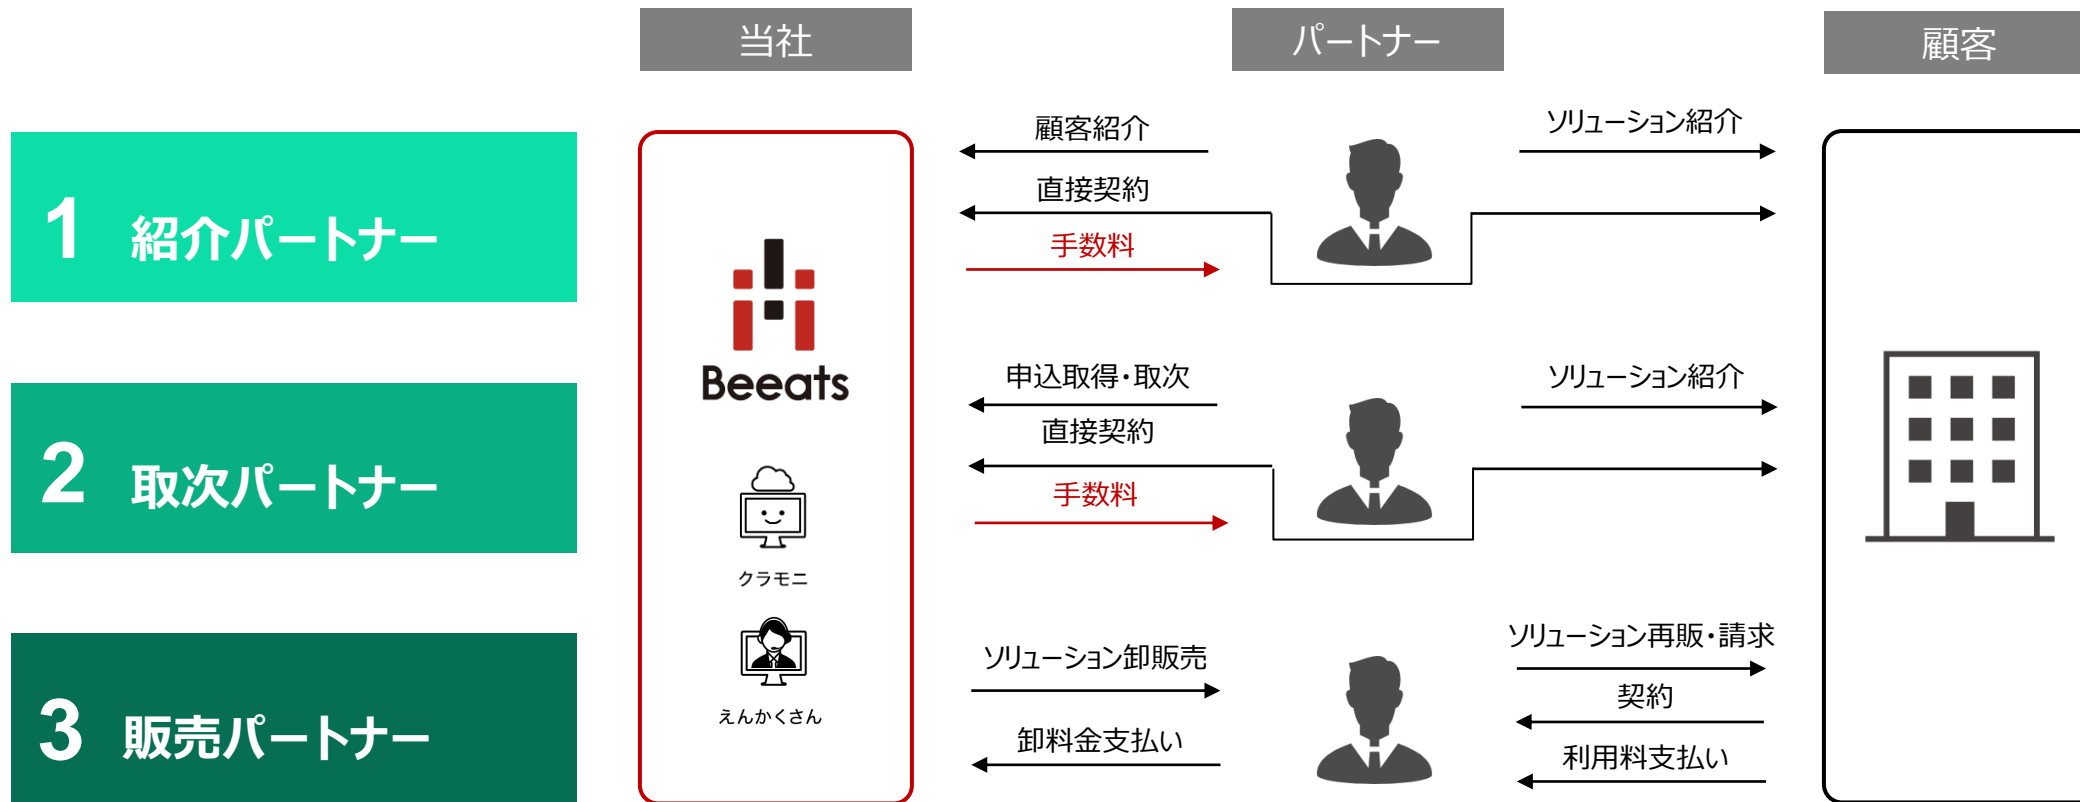 当社
パートナー
顧客
1 紹介パートナー
顧客紹介
ソリューション紹介
直接契約
手数料
Beeats
2 取次パートナー
申込取得・取次
ソリューション紹介
直接契約
手数料
クラモニ
えんかくさん
3 販売パートナー
ソリューション卸販売
ソリューション再販・請求
契約
卸料金支払い
利用料支払い